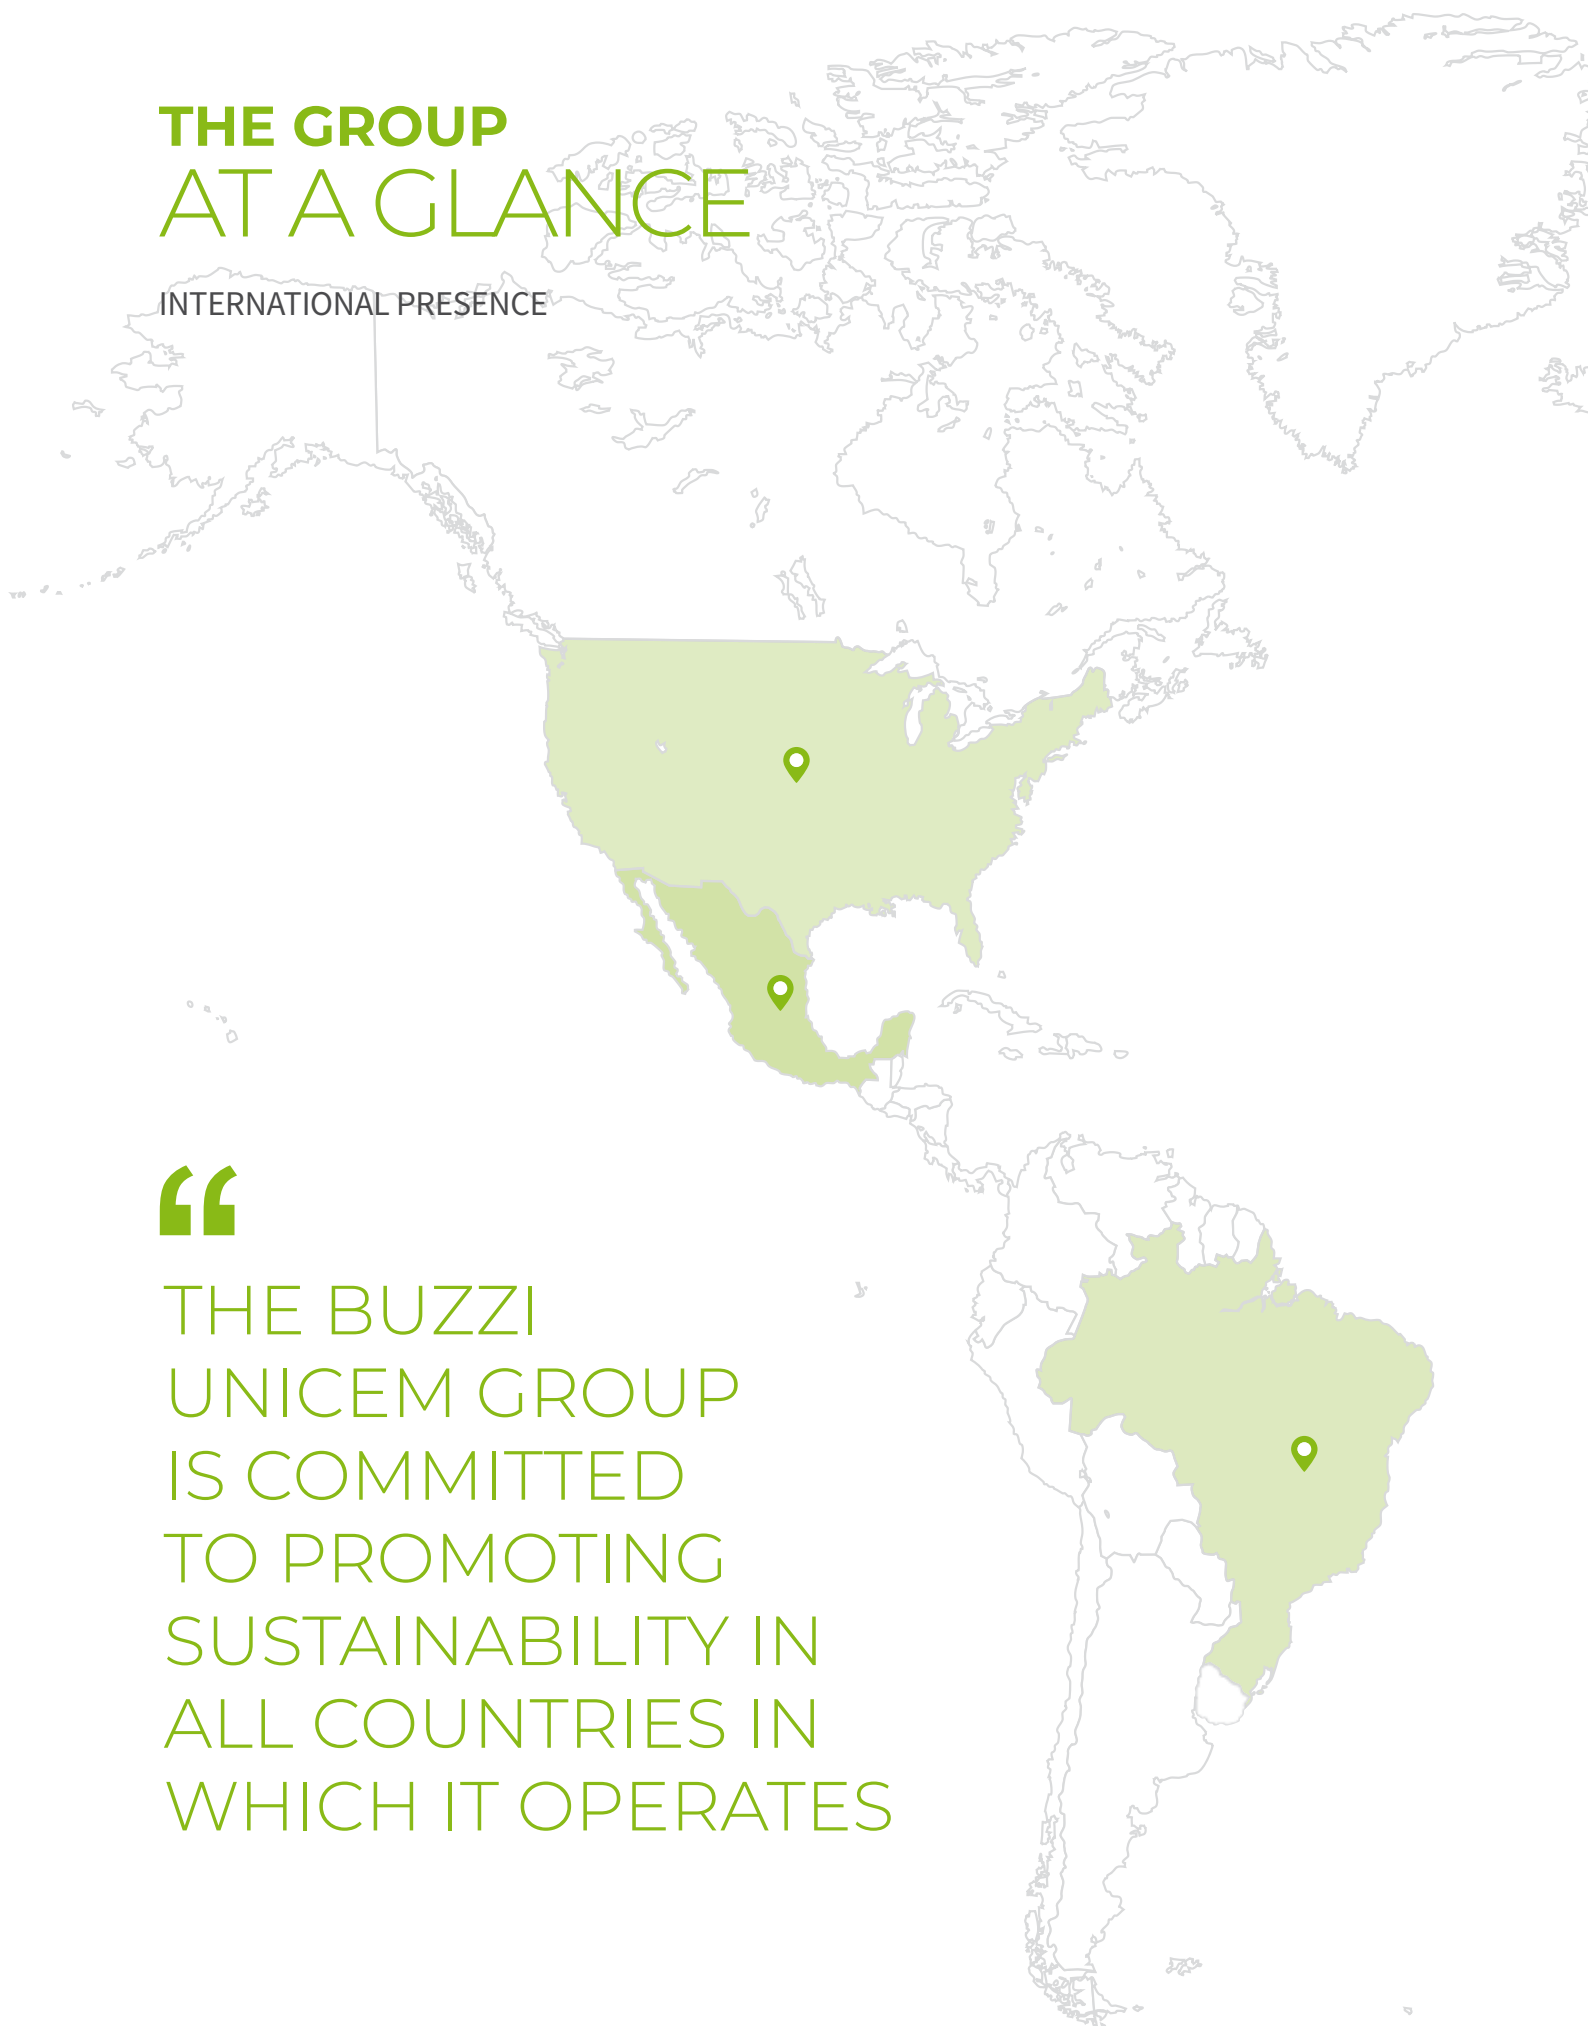 THE GROUP
AT A GLANCE
INTERNATIONAL PRESENCE
“
THE BUZZI
UNICEM GROUP
IS COMMITTED
TO PROMOTING
SUSTAINABILITY IN
ALL COUNTRIES IN
WHICH IT OPERATES